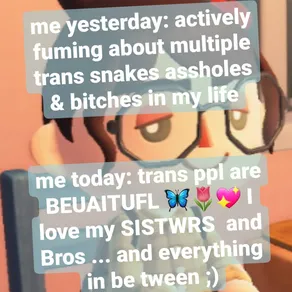 me yesterday: actively
fuming about multiple
trans snakes assholes
& bitches in my life
me today: trans ppl are
BEUAITUFL 🦋🌷💖 I
love my SISTWRS and
Bros ... and everything
in be tween ;)